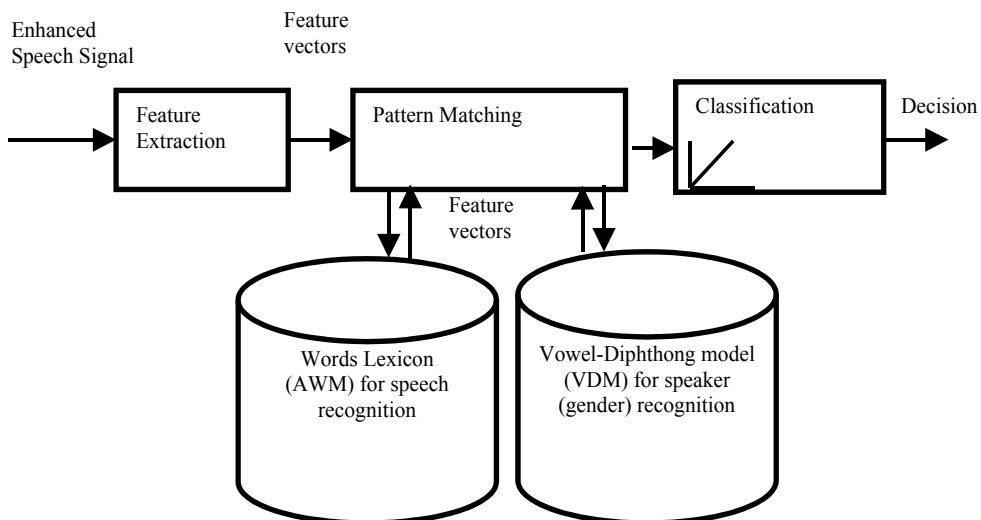 Enhanced
Speech Signal
Feature
vectors
Feature
Extraction
Pattern Matching
Classification
Decision
Feature
vectors
Words Lexicon
(AWM) for speech
recognition
Vowel-Diphthong model
(VDM) for speaker
(gender) recognition